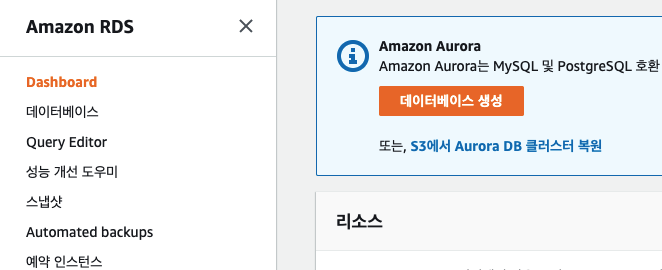 Amazon RDS
Dashboard
데이터베이스
Query Editor
성능 개선 도우미
스냅샷
Automated backups
예약 인스턴스
Amazon Aurora
Amazon Aurora는 MySQL 및 PostgreSQL 호환
데이터베이스 생성
또는, S3에서 Aurora DB 클러스터 복원
리소스